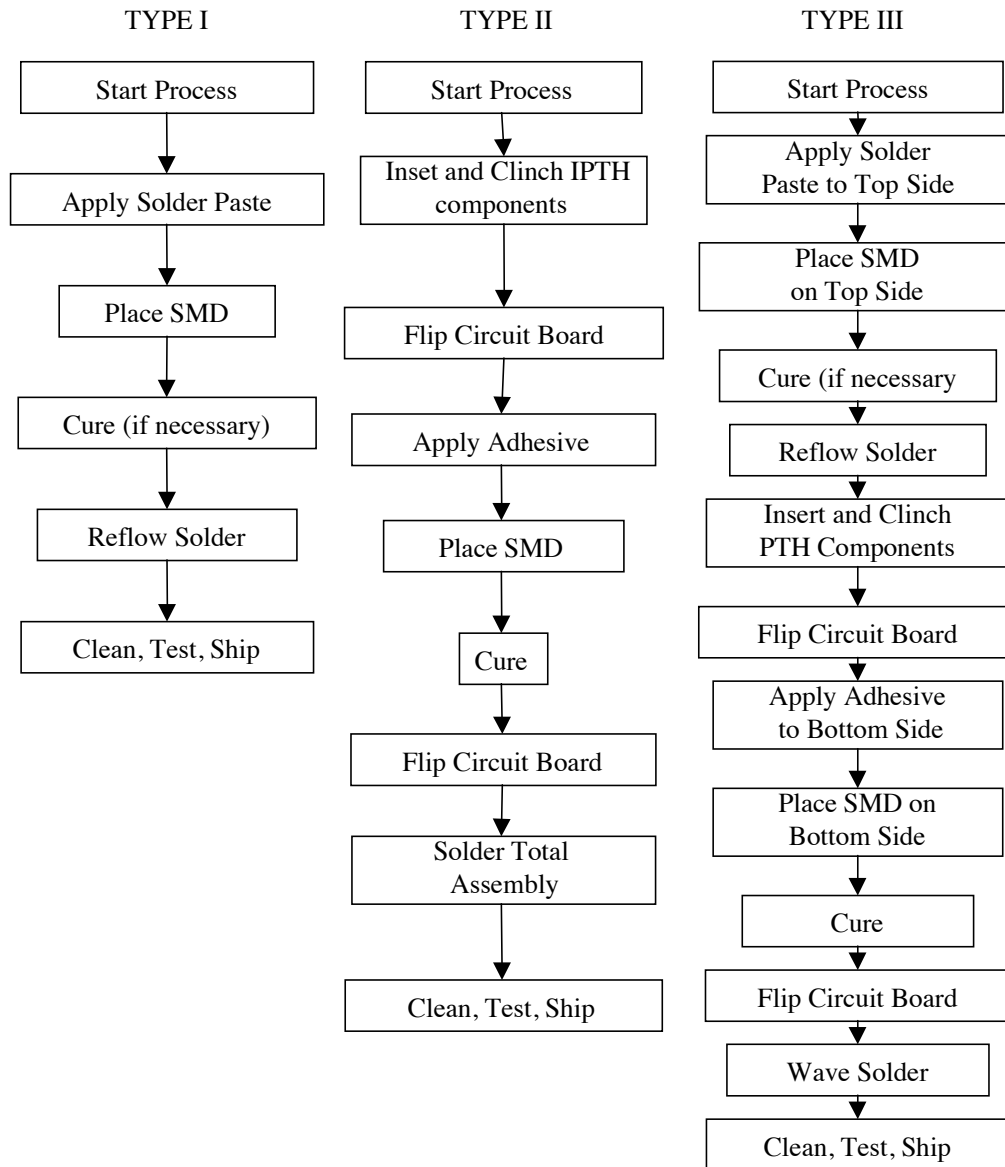 TYPE I
Start Process
Apply Solder Paste
Place SMD
Cure (if necessary)
Reflow Solder
Clean, Test, Ship
TYPE II
Start Process
Inset and Clinch IPTH
components
Flip Circuit Board
Apply Adhesive
Place SMD
Cure
Flip Circuit Board
Solder Total
Assembly
Clean, Test, Ship
TYPE III
Start Process
Apply Solder
Paste to Top Side
Place SMD
on Top Side
Cure (if necessary
Reflow Solder
Insert and Clinch
PTH Components
Flip Circuit Board
Apply Adhesive
to Bottom Side
Place SMD on
Bottom Side
Cure
Flip Circuit Board
Wave Solder
Clean, Test, Ship